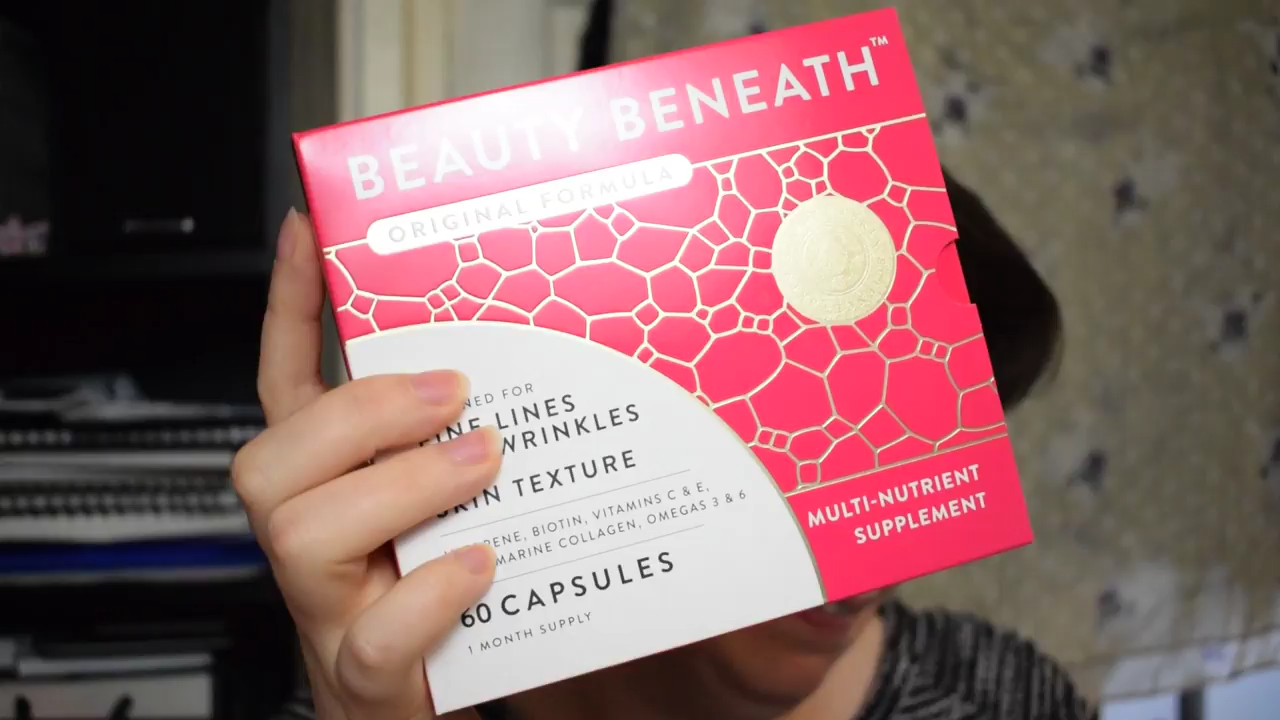 BEAUTY BENEATH™
ORIGINAL FORMULA
FINE LINES
WRINKLES
SKIN TEXTURE
BIOTIN, VITAMINS C & E,
MARINE COLLAGEN, OMEGAS 3 & 6
60 CAPSULES
1 MONTH SUPPLY
MULTI-NUTRIENT
SUPPLEMENT